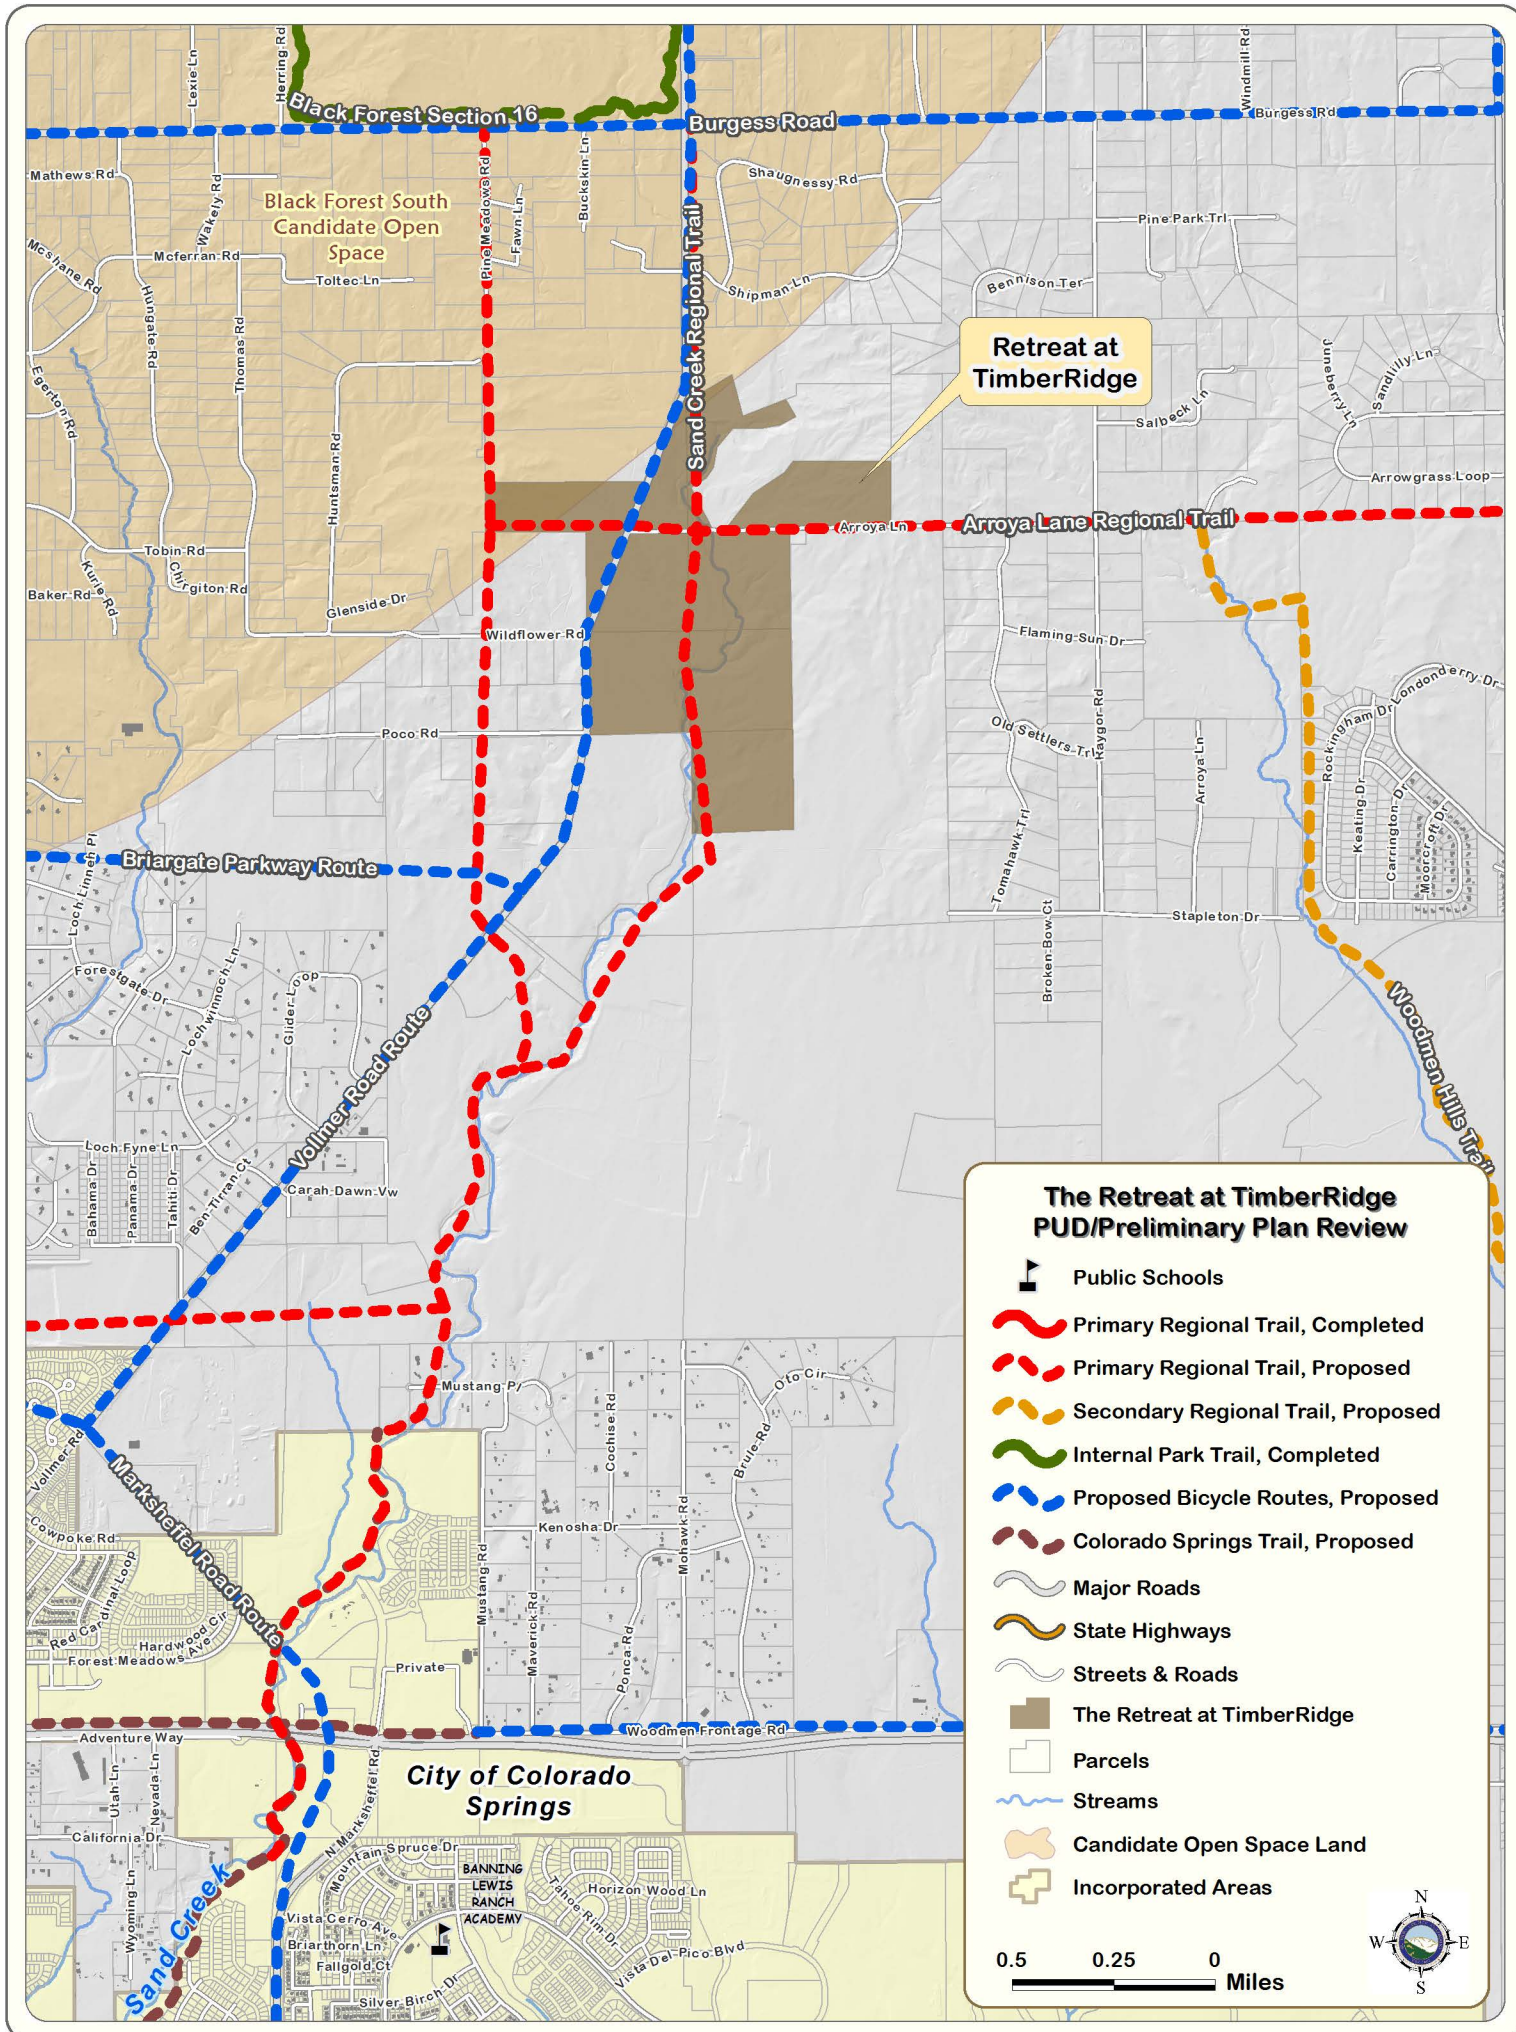 Lexie Ln
Herring Rd
Windmill Rd
Black Forest Section 16
Burgess Road
Burgess Rd
Mathews Rd
Wakely Rd
Black Forest South
Candidate Open
Space
Pine Meadows Rd
Fawn Ln
Buckskin Ln
Shaugnessy Rd
Pine Park Trl
Mcshane Rd
Mcferran Rd
Toltec Ln
Shipman Ln
Bennison Ter
Hungate Rd
Thomas Rd
Sand Creek Regional Trail
Retreat at
TimberRidge
Juneberry Ln
Sandlilly Ln
Egerton Rd
Huntsman Rd
Salbeck Ln
Arrowgrass Loop
Arroya Ln
Arroya Lane Regional Trail
Tobin Rd
Kurie Rd
Chirgiton Rd
Baker Rd
Glenside Dr
Wildflower Rd
Flaming Sun Dr
Londonderry Dr
Rockingham Dr
Poco Rd
Old Settlers Trl
Raygor Rd
Arroya Ln
Keating Dr
Carrington Dr
Moorcroft Dr
Tomahawk Trl
Briargate Parkway Route
Loch Linneh Pl
Stapleton Dr
Broken Bow Ct
Forestgate Dr
Lochwinnoch Ln
Glider Loop
Woodmen Hills Trail
Vollmer Road Route
Loch Fyne Ln
Bahama Dr
Panama Dr
Tahiti Dr
Ben-Tirran Ct
Carah Dawn Vw
Mustang Pl
Oto Cir
Cochise Rd
Brule Rd
Vollmer Rd
Marksheffel Road Route
Cowpoke Rd
Red Cardinal Loop
Hardwood Cir
Forest Meadows Ave
Kenosha Dr
Mohawk Rd
Mustang Rd
Maverick Rd
Ponca Rd
Private
Woodmen Frontage Rd
Adventure Way
Utah Ln
Nevada Ln
N Marksheffel Rd
City of Colorado
Springs
California Dr
Wyoming Ln
Sand Creek
Mountain Spruce Dr
BANNING
LEWIS
RANCH
ACADEMY
Horizon Wood Ln
Tahoe Rim Dr
Vista Cerro Ave
Briarthorn Ln
Fallgold Ct
Vista Del Pico Blvd
Silver Birch Dr
The Retreat at TimberRidge
PUD/Preliminary Plan Review
Public Schools
Primary Regional Trail, Completed
Primary Regional Trail, Proposed
Secondary Regional Trail, Proposed
Internal Park Trail, Completed
Proposed Bicycle Routes, Proposed
Colorado Springs Trail, Proposed
Major Roads
State Highways
Streets & Roads
The Retreat at TimberRidge
Parcels
Streams
Candidate Open Space Land
Incorporated Areas
N
W
E
S
0.5 0.25 0
Miles